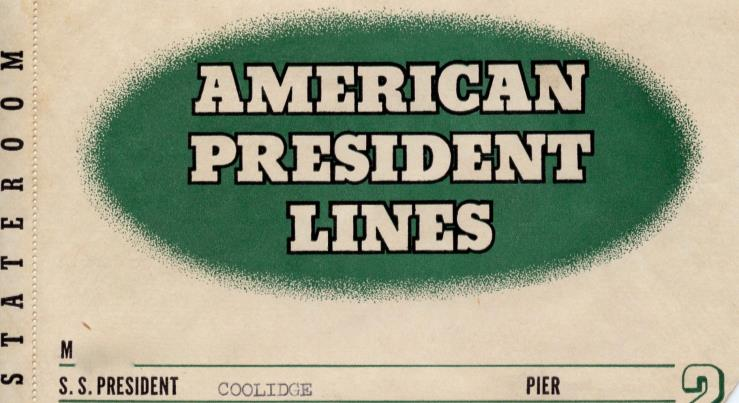 STATEROOM
AMERICAN
PRESIDENT
LINES
M
S. S. PRESIDENT COOLIDGE PIER
2